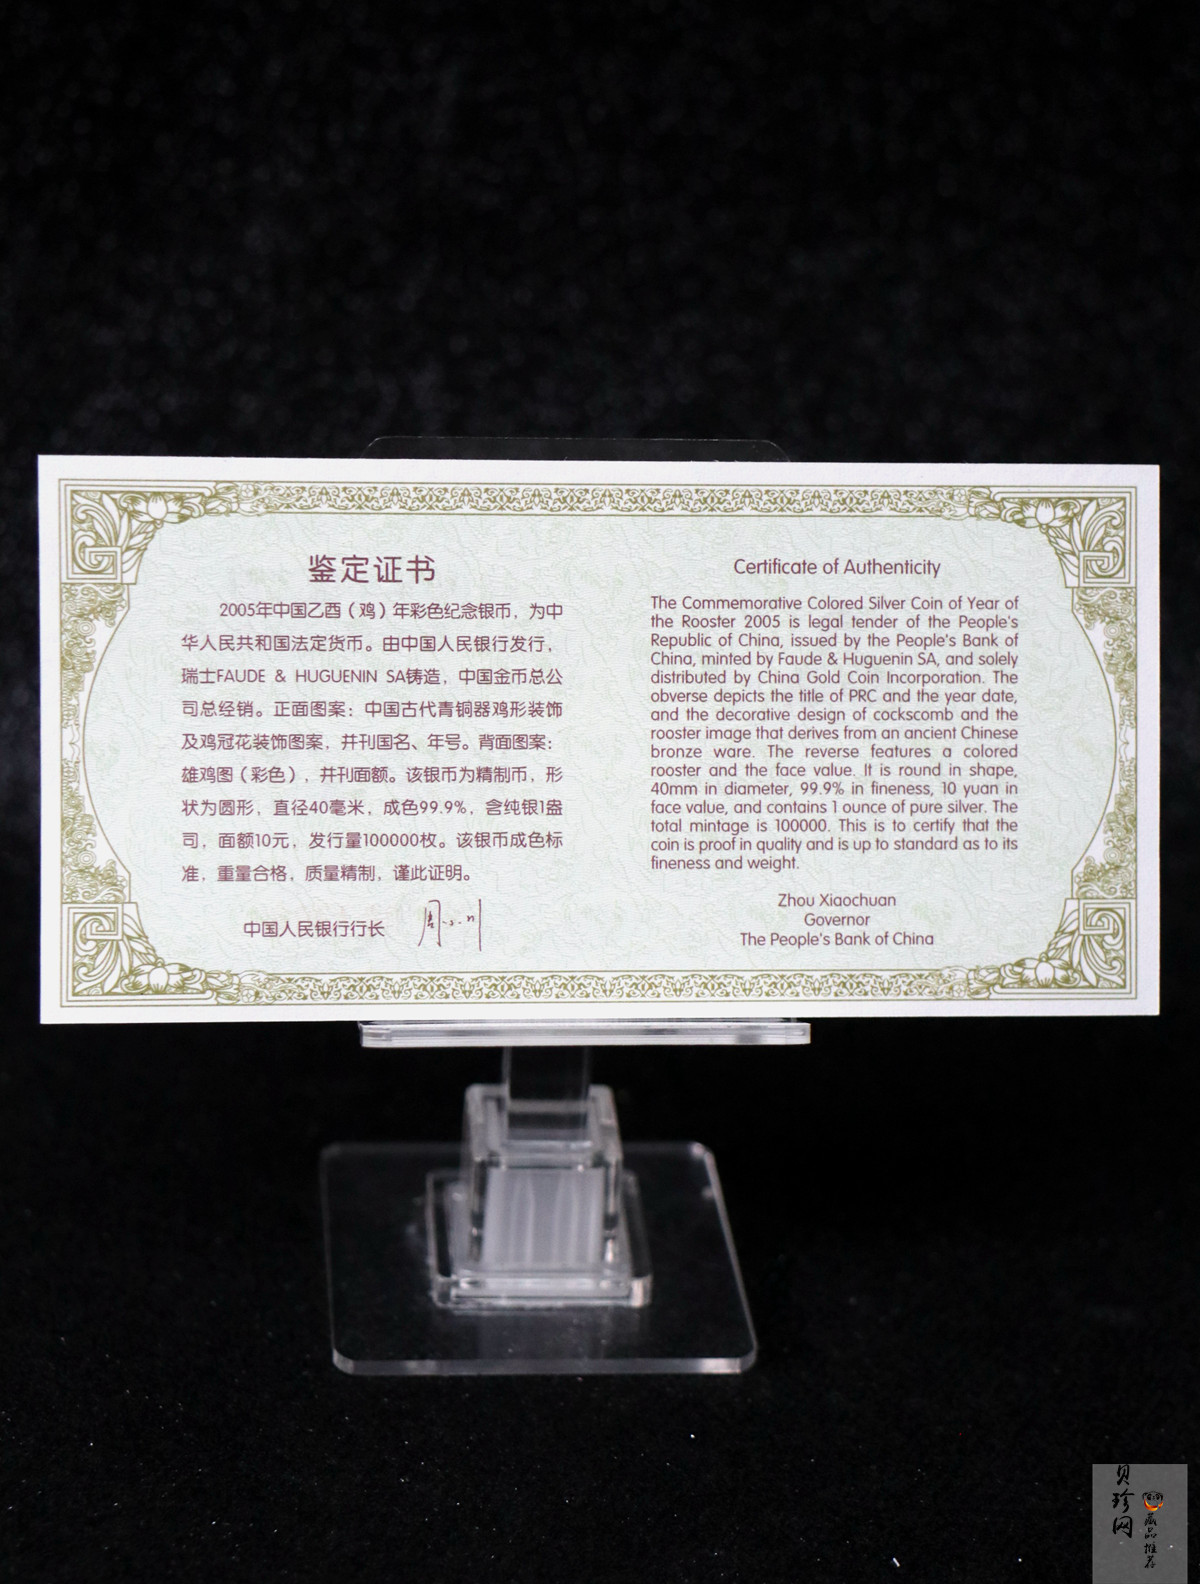 鉴定证书
2005年中国乙酉（鸡）年彩色纪念银币，为中
华人民共和国法定货币。由中国人民银行发行，
瑞士FAUDE & HUGUENIN SA铸造，中国金币总公
司总经销。正面图案：中国古代青铜器鸡形装饰
及鸡冠花装饰图案，并刊国名、年号。背面图案：
雄鸡图（彩色），并刊面额。该银币为精制币，形
状为圆形，直径40毫米，成色99.9%，含纯银1盎
司，面额10元，发行量100000枚。该银币成色标
准，重量合格，质量精制，谨此证明。
中国人民银行行长
Certificate of Authenticity
The Commemorative Colored Silver Coin of Year of
the Rooster 2005 is legal tender of the People's
Republic of China, issued by the People's Bank of
China, minted by Faude & Huguenin SA, and solely
distributed by China Gold Coin Incorporation. The
obverse depicts the title of PRC and the year date,
and the decorative design of cockscomb and the
rooster image that derives from an ancient Chinese
bronze ware. The reverse features a colored
rooster and the face value. It is round in shape,
40mm in diameter, 99.9% in fineness, 10 yuan in
face value, and contains 1 ounce of pure silver. The
total mintage is 100000. This is to certify that the
coin is proof in quality and is up to standard as to its
fineness and weight.
Zhou Xiaochuan
Governor
The People's Bank of China
贝珍网
藏品推荐